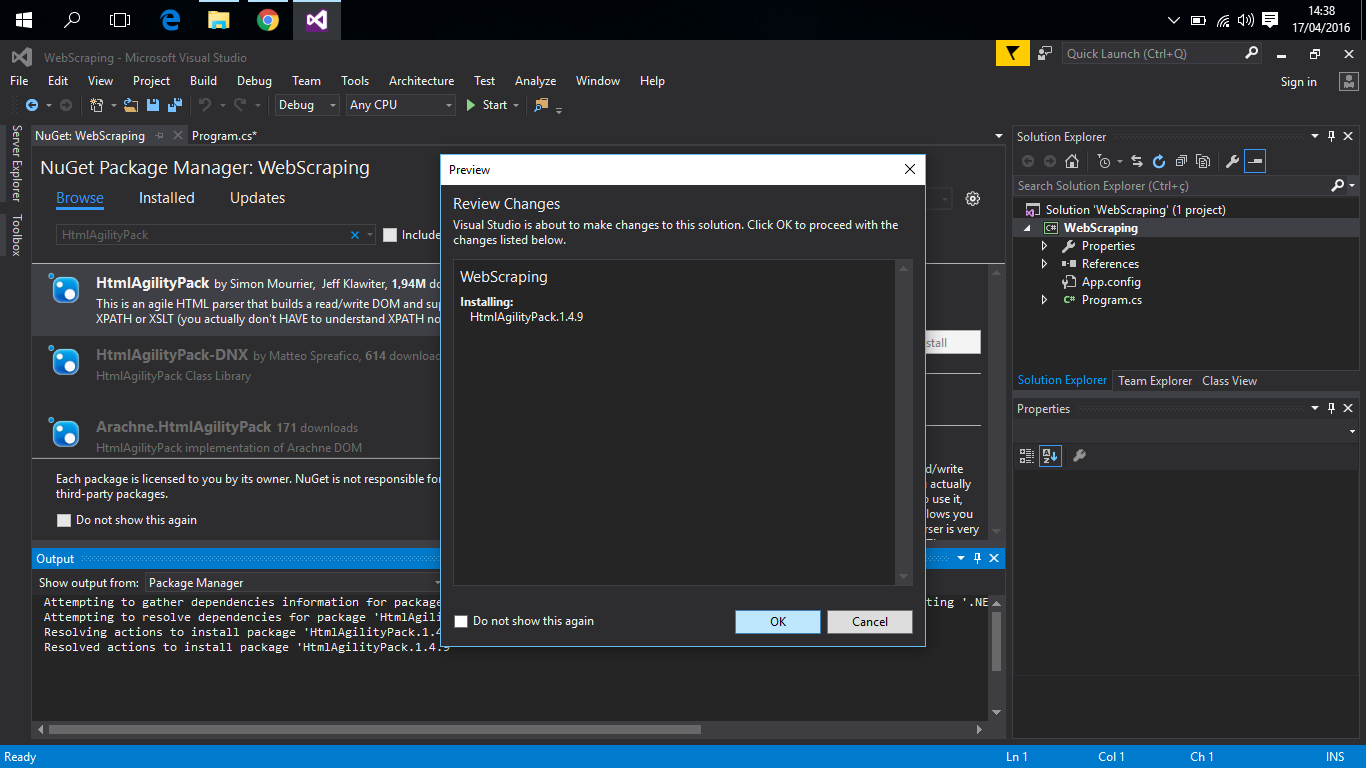 14:38
17/04/2016
WebScraping - Microsoft Visual Studio
Quick Launch (Ctrl+Q)
File Edit View Project Build Debug Team Tools Architecture Test Analyze Window Help
Sign in
Debug Any CPU Start
Server Explorer
Toolbox
NuGet: WebScraping Program.cs*
NuGet Package Manager: WebScraping
Browse Installed Updates
HtmlAgilityPack Include
HtmlAgilityPack by Simon Mourrier, Jeff Klawiter, 1,94M
This is an agile HTML parser that builds a read/write DOM and
XPATH or XSLT (you actually don't HAVE to understand XPATH
HtmlAgilityPack-DNX by Matteo Spreafico, 614
HtmlAgilityPack Class Library
Arachne.HtmlAgilityPack 171 downloads
HtmlAgilityPack implementation of Arachne DOM
Each package is licensed to you by its owner. NuGet is not responsible for
third-party packages.
Do not show this again
d/write
actually
use it,
lows you
rser is very
stall
Preview
Review Changes
Visual Studio is about to make changes to this solution. Click OK to proceed with the
changes listed below.
WebScraping
Installing:
HtmlAgilityPack.1.4.9
Do not show this again
OK Cancel
Output
Show output from: Package Manager
Attempting to gather dependencies information for package
ting '.NE
Attempting to resolve dependencies for package 'HtmlAgili
Resolving actions to install package 'HtmlAgilityPack.1.4
Resolved actions to install package 'HtmlAgilityPack.1.4.9
Solution Explorer
Search Solution Explorer (Ctrl+ç)
Solution 'WebScraping' (1 project)
C# WebScraping
Properties
References
App.config
C# Program.cs
Solution Explorer Team Explorer Class View
Properties
Ready Ln 1 Col 1 Ch 1 INS